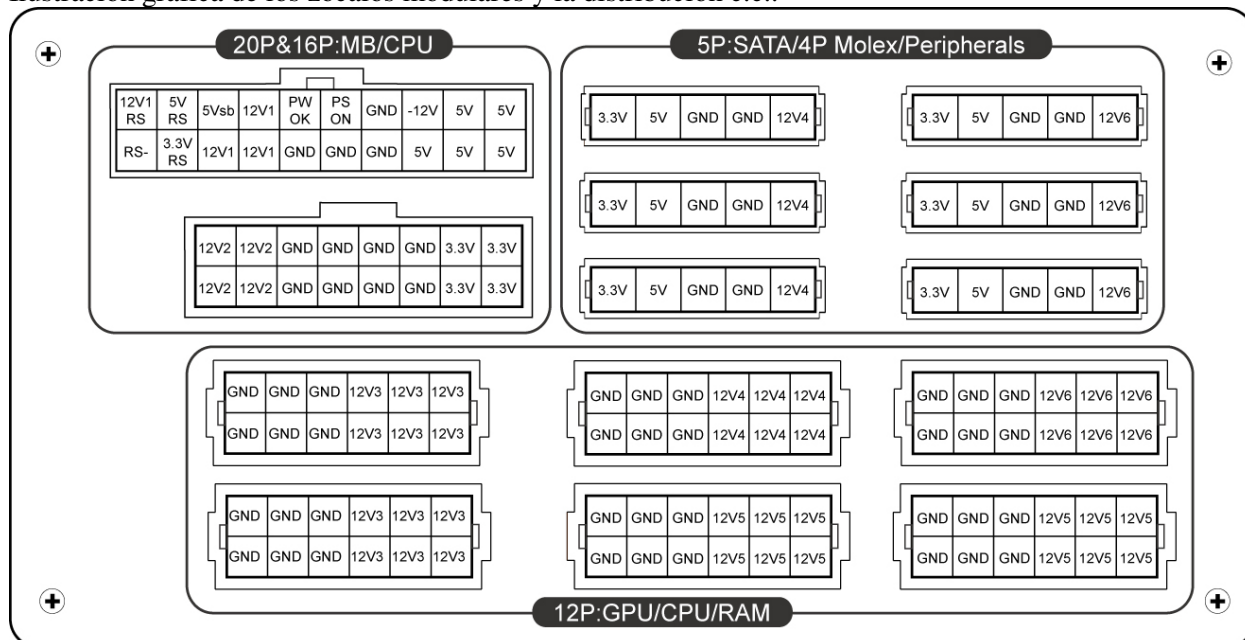 20P&16P:MB/CPU
12V1 RS 5V RS 5Vsb 12V1 PW OK PS ON GND -12V 5V 5V
RS- 3.3V RS 12V1 12V1 GND GND GND 5V 5V 5V
12V2 12V2 GND GND GND GND 3.3V 3.3V
12V2 12V2 GND GND GND GND 3.3V 3.3V
5P:SATA/4P Molex/Peripherals
3.3V 5V GND GND 12V4 3.3V 5V GND GND 12V6
3.3V 5V GND GND 12V4 3.3V 5V GND GND 12V6
3.3V 5V GND GND 12V4 3.3V 5V GND GND 12V6
GND GND GND 12V3 12V3 12V3 GND GND GND 12V4 12V4 12V4 GND GND GND 12V6 12V6 12V6
GND GND GND 12V3 12V3 12V3 GND GND GND 12V4 12V4 12V4 GND GND GND 12V6 12V6 12V6
GND GND GND 12V3 12V3 12V3 GND GND GND 12V5 12V5 12V5 GND GND GND 12V5 12V5 12V5
GND GND GND 12V3 12V3 12V3 GND GND GND 12V5 12V5 12V5 GND GND GND 12V5 12V5 12V5
12P:GPU/CPU/RAM